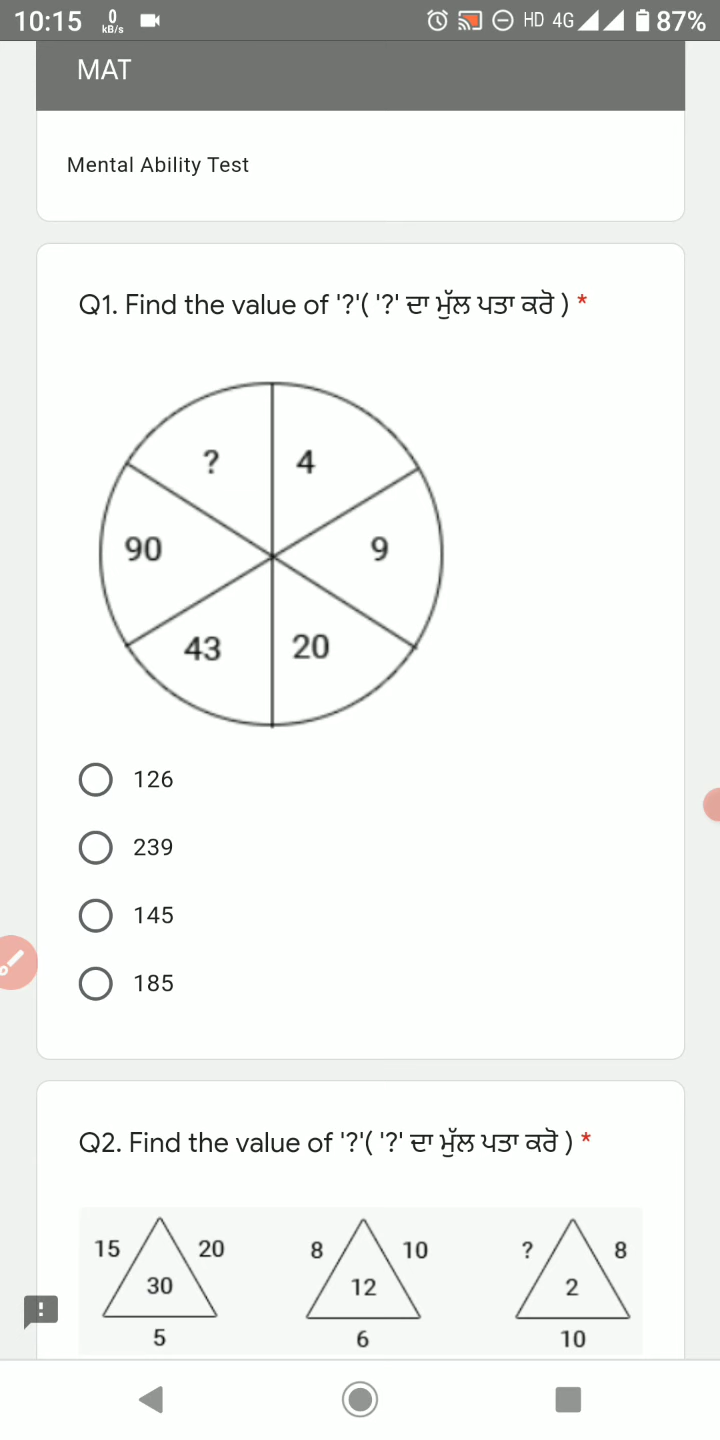 10:15 0 kB/s HD 4G 87%
MAT
Mental Ability Test
Q1. Find the value of '?'( '?' ਦਾ ਮੁੱਲ ਪਤਾ ਕਰੋ ) *
? 4
90 9
43 20
126
239
145
185
Q2. Find the value of '?'( '?' ਦਾ ਮੁੱਲ ਪਤਾ ਕਰੋ ) *
15 20 8 10 ? 8
30 12 2
5 6 10